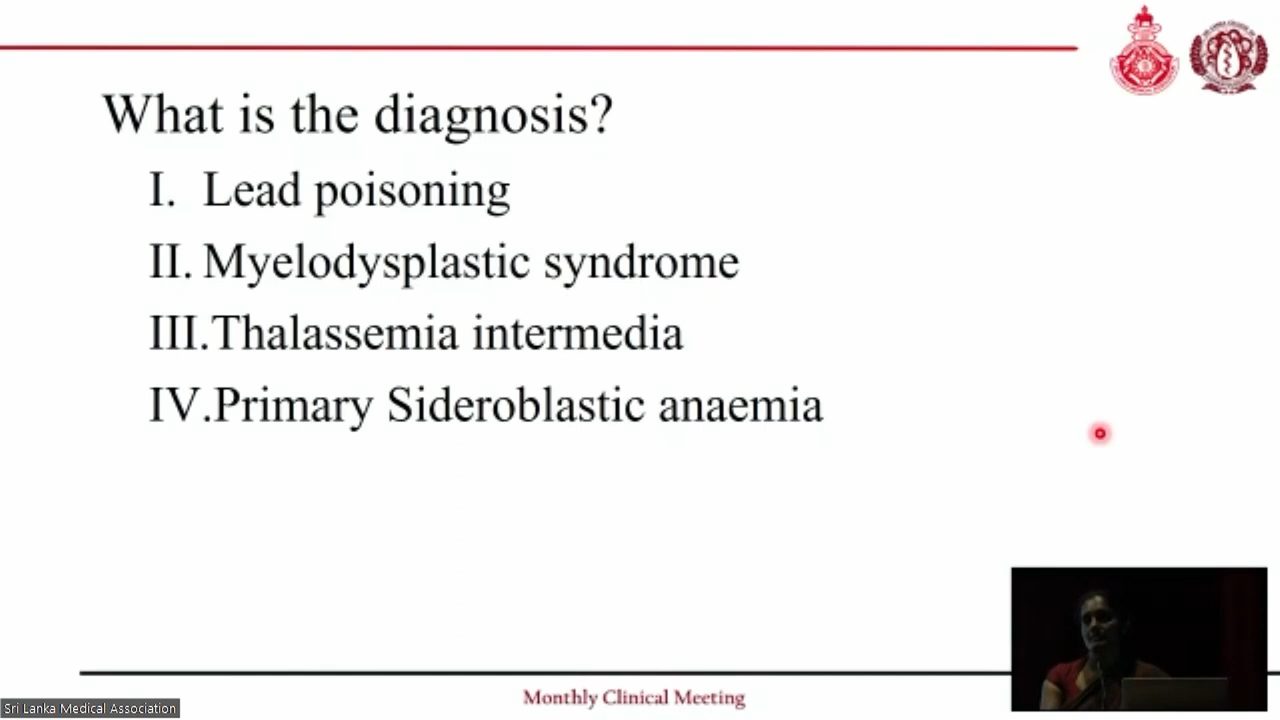 What is the diagnosis?
I. Lead poisoning
II. Myelodysplastic syndrome
III.Thalassemia intermedia
IV.Primary Sideroblastic anaemia
Monthly Clinical Meeting
Sri Lanka Medical Association